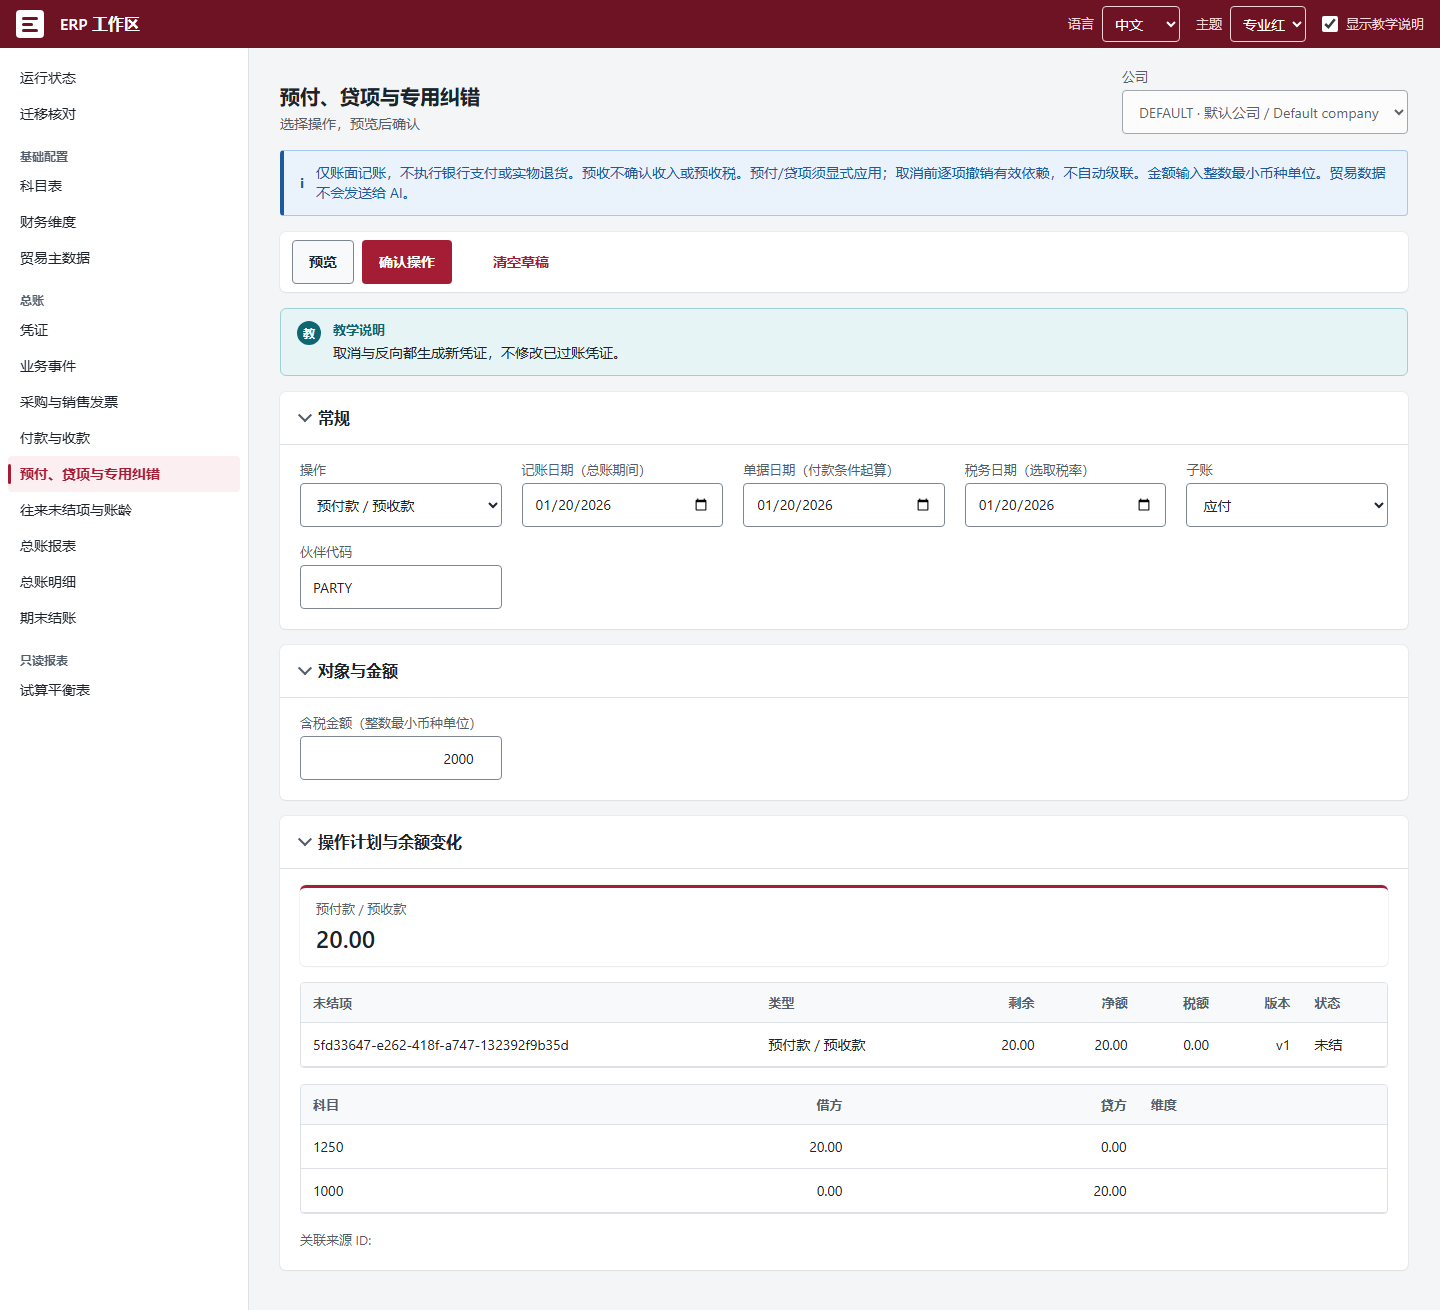 ERP 工作区
语言
中文
主题
专业红
显示教学说明
运行状态
迁移核对
基础配置
科目表
财务维度
贸易主数据
总账
凭证
业务事件
采购与销售发票
付款与收款
预付、贷项与专用纠错
往来未结项与账龄
总账报表
总账明细
期末结账
只读报表
试算平衡表
预付、贷项与专用纠错
选择操作，预览后确认
公司
DEFAULT · 默认公司 / Default company
i
仅账面记账，不执行银行支付或实物退货。预收不确认收入或预收税。预付/贷项须显式应用；取消前逐项撤销有效依赖，不自动级联。金额输入整数最小币种单位。贸易数据
不会发送给 AI。
预览
确认操作
清空草稿
教
教学说明
取消与反向都生成新凭证，不修改已过账凭证。
常规
操作
记账日期（总账期间）
单据日期（付款条件起算）
税务日期（选取税率）
子账
预付款 / 预收款
01/20/2026
01/20/2026
01/20/2026
应付
伙伴代码
PARTY
对象与金额
含税金额（整数最小币种单位）
2000
操作计划与余额变化
预付款 / 预收款
20.00
未结项 类型 剩余 净额 税额 版本 状态
5fd33647-e262-418f-a747-132392f9b35d 预付款 / 预收款 20.00 20.00 0.00 v1 未结
科目 借方 贷方 维度
1250 20.00 0.00
1000 0.00 20.00
关联来源 ID: